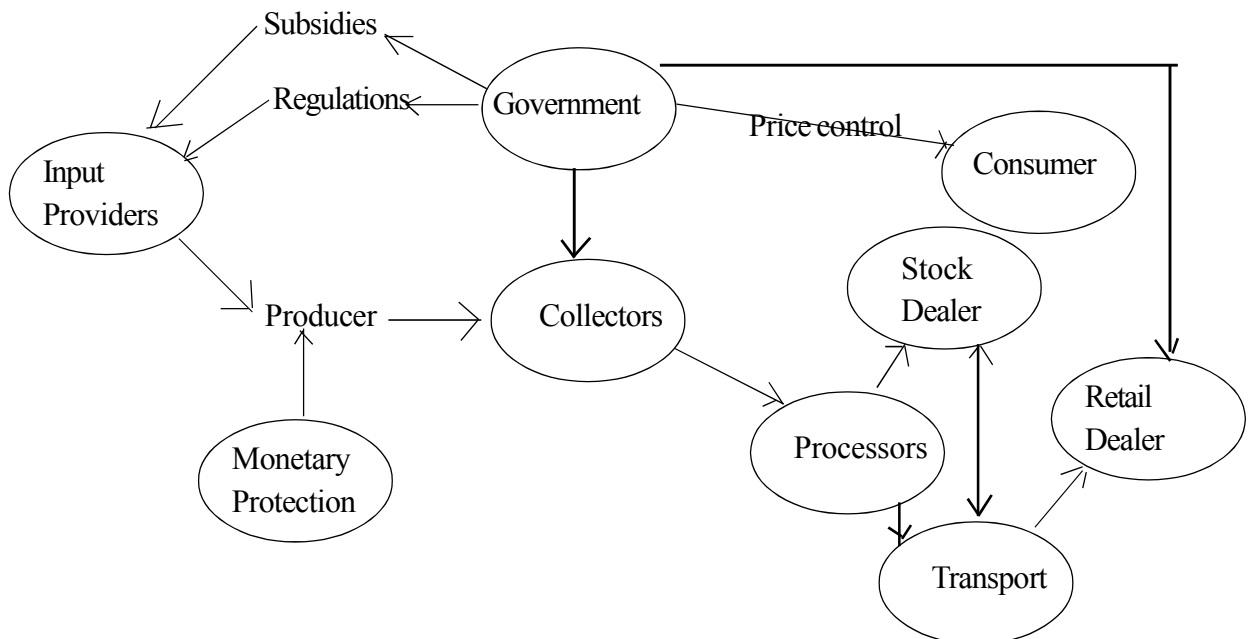 Subsidies
Regulations
Government
Price control
Consumer
Input
Providers
Stock
Dealer
Producer
Collectors
Retail
Dealer
Monetary
Protection
Processors
Transport